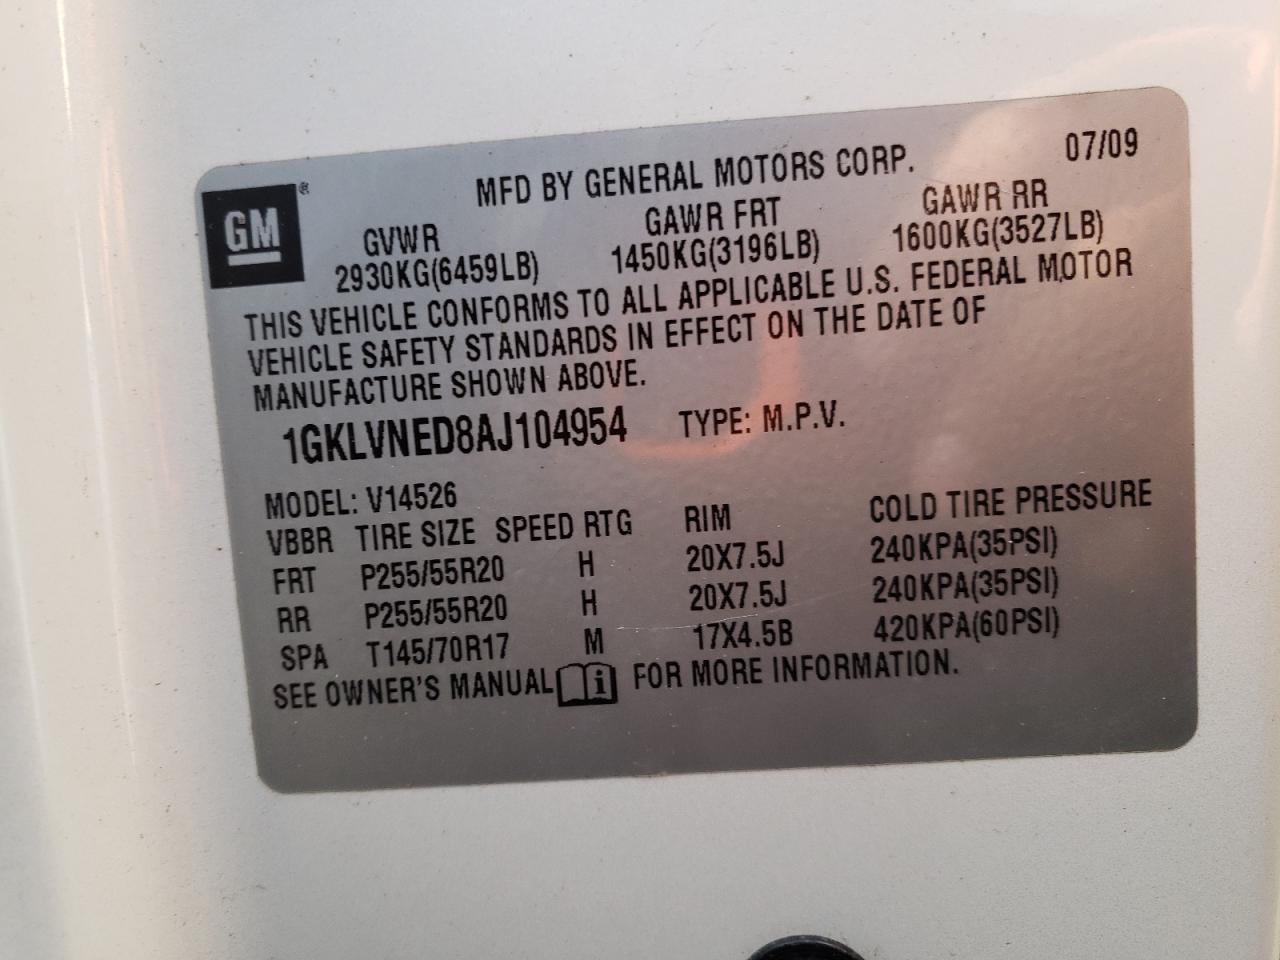 GM®
MFD BY GENERAL MOTORS CORP. 07/09
GVWR GAWR FRT GAWR RR
2930KG(6459LB) 1450KG(3196LB) 1600KG(3527LB)
THIS VEHICLE CONFORMS TO ALL APPLICABLE U.S. FEDERAL MOTOR
VEHICLE SAFETY STANDARDS IN EFFECT ON THE DATE OF
MANUFACTURE SHOWN ABOVE.
1GKLVNED8AJ104954 TYPE: M.P.V.
MODEL: V14526
VBBR TIRE SIZE SPEED RTG RIM COLD TIRE PRESSURE
FRT P255/55R20 H 20X7.5J 240KPA(35PSI)
RR P255/55R20 H 20X7.5J 240KPA(35PSI)
SPA T145/70R17 M 17X4.5B 420KPA(60PSI)
SEE OWNER'S MANUAL i FOR MORE INFORMATION.